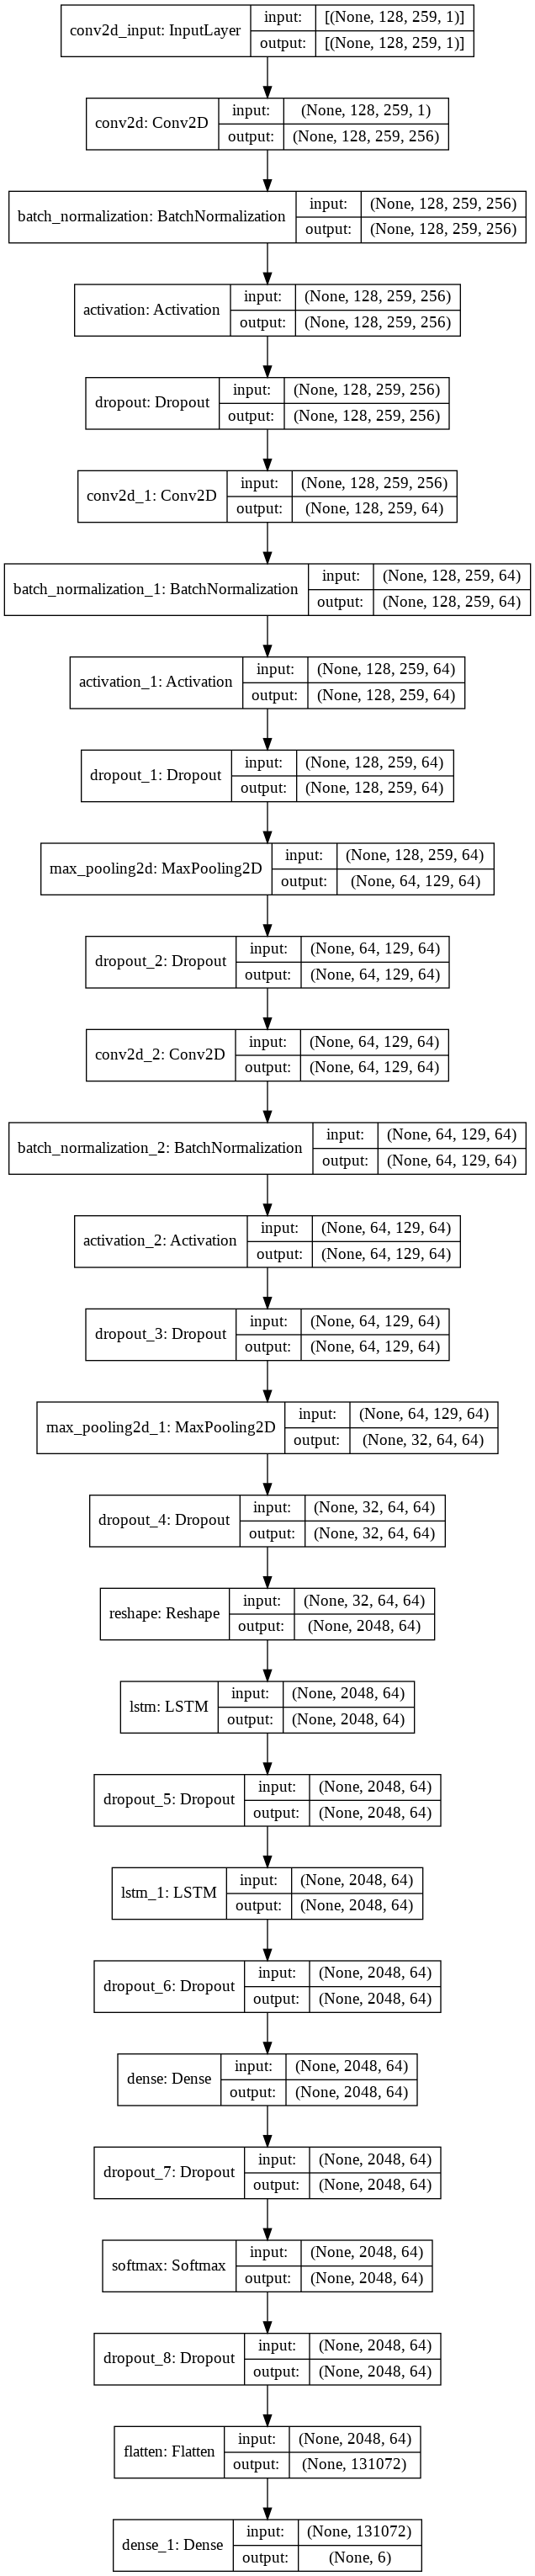 conv2d_input: InputLayer
input: [(None, 128, 259, 1)]
output: [(None, 128, 259, 1)]
conv2d: Conv2D
input: (None, 128, 259, 1)
output: (None, 128, 259, 256)
batch_normalization: BatchNormalization
input: (None, 128, 259, 256)
output: (None, 128, 259, 256)
activation: Activation
input: (None, 128, 259, 256)
output: (None, 128, 259, 256)
dropout: Dropout
input: (None, 128, 259, 256)
output: (None, 128, 259, 256)
conv2d_1: Conv2D
input: (None, 128, 259, 256)
output: (None, 128, 259, 64)
batch_normalization_1: BatchNormalization
input: (None, 128, 259, 64)
output: (None, 128, 259, 64)
activation_1: Activation
input: (None, 128, 259, 64)
output: (None, 128, 259, 64)
dropout_1: Dropout
input: (None, 128, 259, 64)
output: (None, 128, 259, 64)
max_pooling2d: MaxPooling2D
input: (None, 128, 259, 64)
output: (None, 64, 129, 64)
dropout_2: Dropout
input: (None, 64, 129, 64)
output: (None, 64, 129, 64)
conv2d_2: Conv2D
input: (None, 64, 129, 64)
output: (None, 64, 129, 64)
batch_normalization_2: BatchNormalization
input: (None, 64, 129, 64)
output: (None, 64, 129, 64)
activation_2: Activation
input: (None, 64, 129, 64)
output: (None, 64, 129, 64)
dropout_3: Dropout
input: (None, 64, 129, 64)
output: (None, 64, 129, 64)
max_pooling2d_1: MaxPooling2D
input: (None, 64, 129, 64)
output: (None, 32, 64, 64)
dropout_4: Dropout
input: (None, 32, 64, 64)
output: (None, 32, 64, 64)
reshape: Reshape
input: (None, 32, 64, 64)
output: (None, 2048, 64)
lstm: LSTM
input: (None, 2048, 64)
output: (None, 2048, 64)
dropout_5: Dropout
input: (None, 2048, 64)
output: (None, 2048, 64)
lstm_1: LSTM
input: (None, 2048, 64)
output: (None, 2048, 64)
dropout_6: Dropout
input: (None, 2048, 64)
output: (None, 2048, 64)
dense: Dense
input: (None, 2048, 64)
output: (None, 2048, 64)
dropout_7: Dropout
input: (None, 2048, 64)
output: (None, 2048, 64)
softmax: Softmax
input: (None, 2048, 64)
output: (None, 2048, 64)
dropout_8: Dropout
input: (None, 2048, 64)
output: (None, 2048, 64)
flatten: Flatten
input: (None, 2048, 64)
output: (None, 131072)
dense_1: Dense
input: (None, 131072)
output: (None, 6)